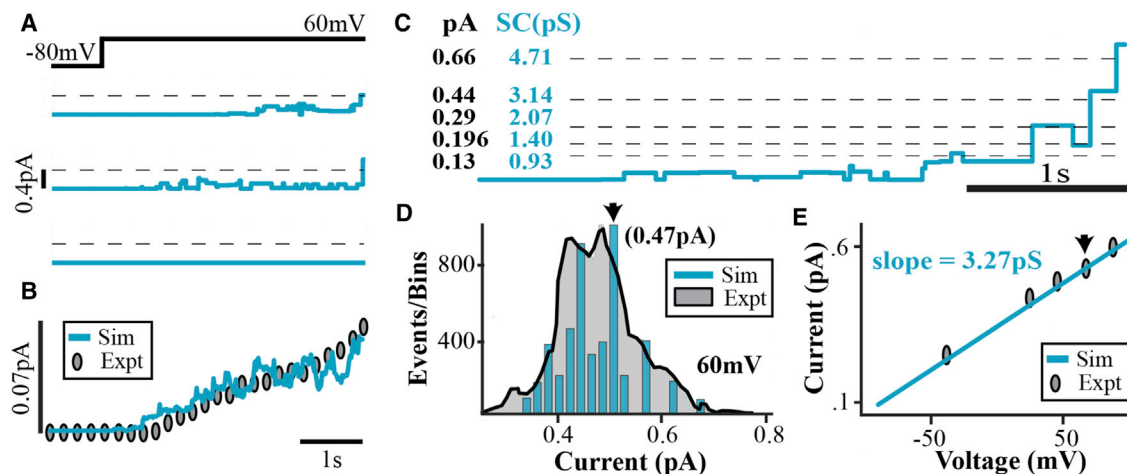 A
-80mV
60mV
0.4pA
B
Sim
Expt
0.07pA
1s
C
pA SC(pS)
0.66 4.71
0.44 3.14
0.29 2.07
0.196 1.40
0.13 0.93
1s
D
(0.47pA)
Sim
Expt
60mV
800
400
Events/Bins
0.4 0.6 0.8
Current (pA)
E
slope = 3.27pS
Sim
Expt
.6
.1
Current (pA)
-50 50
Voltage (mV)